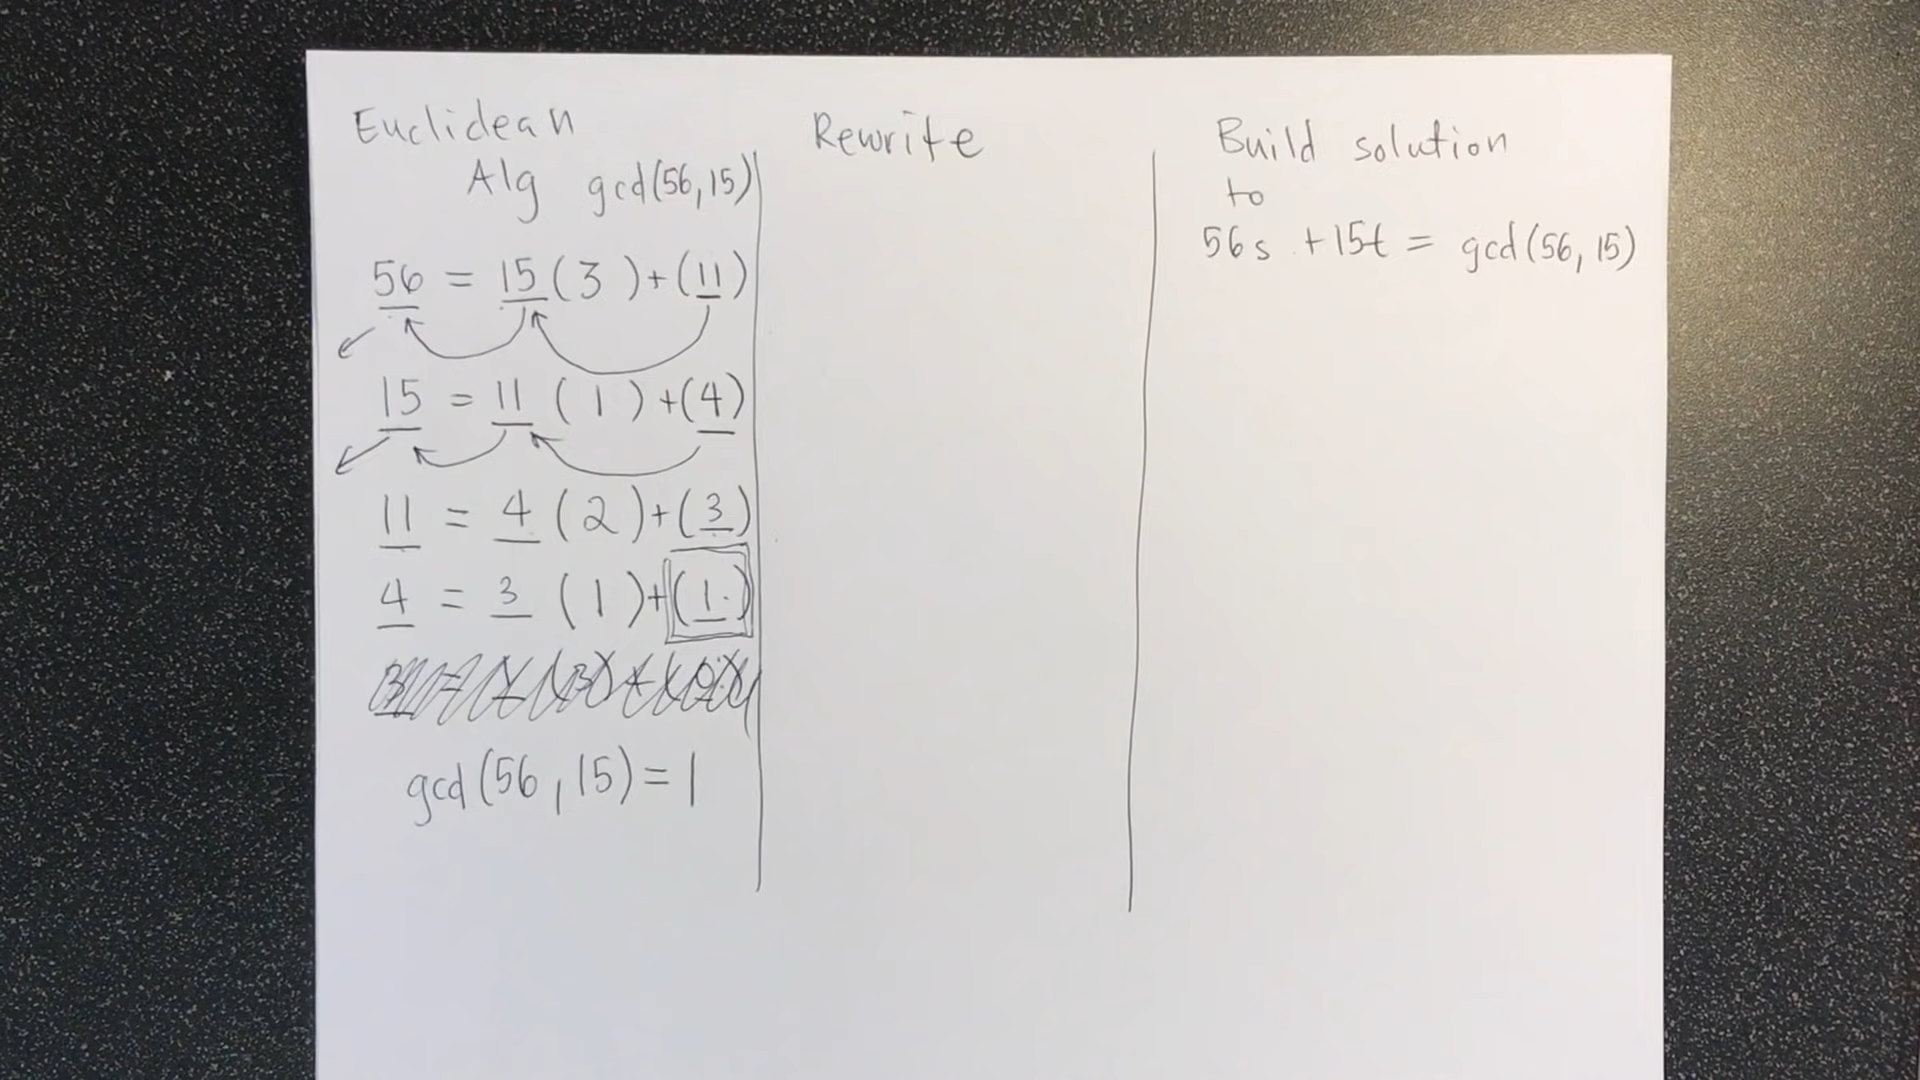 Euclidean
Alg gcd(56,15)
56 = 15(3)+(11)
15 = 11(1)+(4)
11 = 4(2)+(3)
4 = 3(1)+(1)
gcd(56,15)=1
Rewrite
Build solution
to
56s +15t = gcd(56,15)